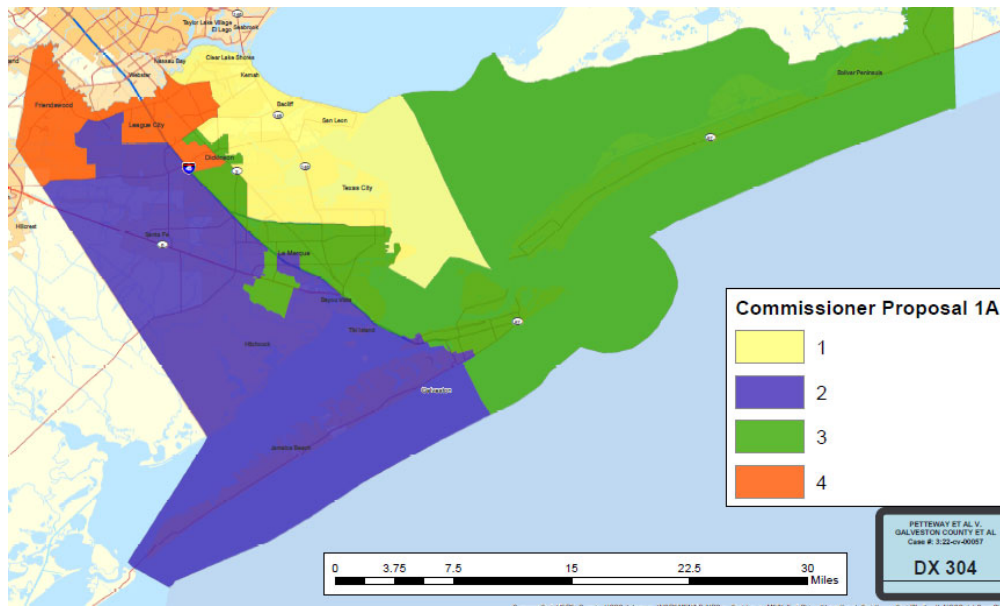 Taylor Lake Village
El Lago
Seabrook
Nassau Bay
Clear Lake Shores
Webster
Kemah
Friendswood
Bacliff
League City
San Leon
Bolivar Peninsula
Dickinson
Texas City
Hillcrest
Santa Fe
La Marque
Bayou Vista
Tiki Island
Hitchcock
Galveston
Jamaica Beach
Commissioner Proposal 1A
1
2
3
4
PETTEWAY ET AL V.
GALVESTON COUNTY ET AL
Case #: 3:22-cv-00057
DX 304
0 3.75 7.5 15 22.5 30
Miles